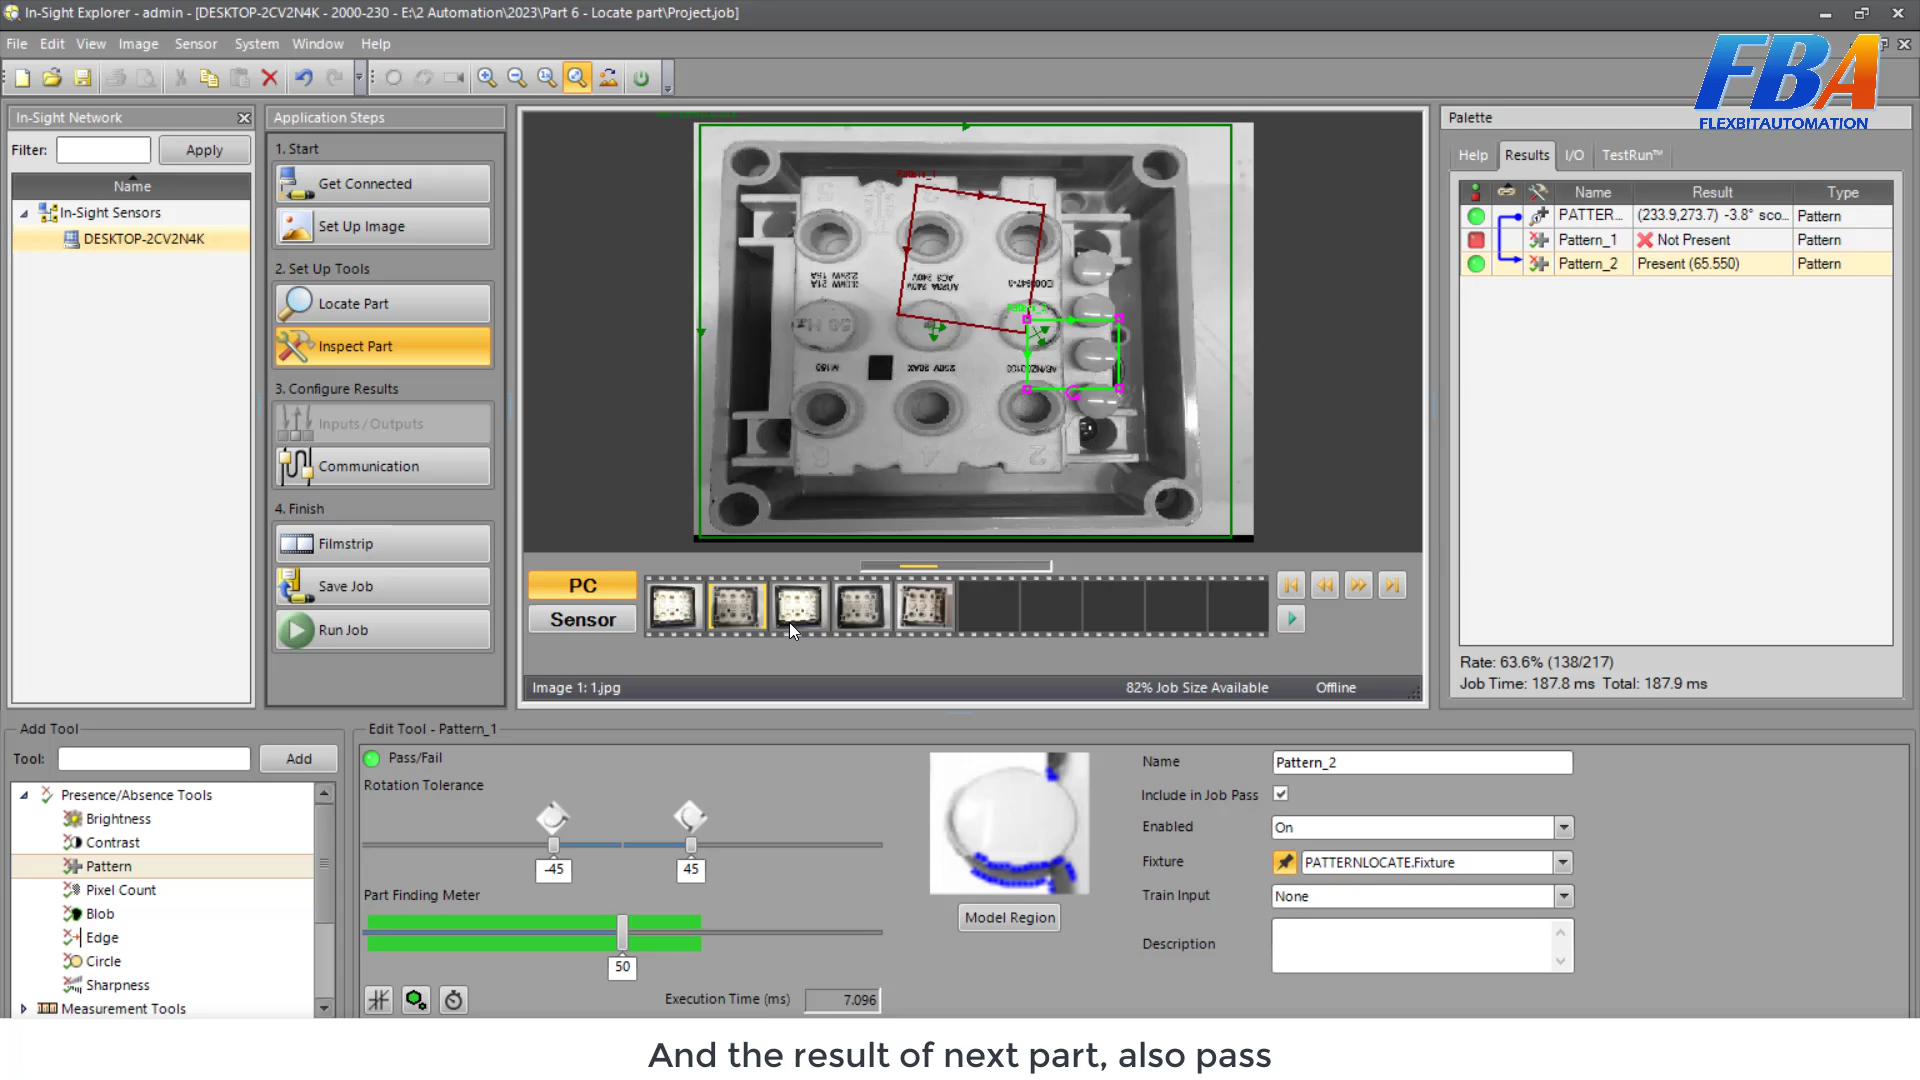 In-Sight Explorer - admin - [DESKTOP-2CV2N4K - 2000-230 - E:\2 Automation\2023\Part 6 - Locate part\Project.job]
File Edit View Image Sensor System Window Help
FBA
FLEXBITAUTOMATION
In-Sight Network
Filter:
Apply
Name
In-Sight Sensors
DESKTOP-2CV2N4K
Application Steps
1. Start
Get Connected
Set Up Image
2. Set Up Tools
Locate Part
Inspect Part
3. Configure Results
Inputs/Outputs
Communication
4. Finish
Filmstrip
Save Job
Run Job
Pattern_1
PC
Sensor
Image 1: 1.jpg
82% Job Size Available
Offline
Palette
Help Results I/O TestRun™
Name Result Type
PATTER... (233.9,273.7) -3.8° sco... Pattern
Pattern_1 Not Present Pattern
Pattern_2 Present (65.550) Pattern
Rate: 63.6% (138/217)
Job Time: 187.8 ms Total: 187.9 ms
Add Tool
Tool:
Add
Presence/Absence Tools
Brightness
Contrast
Pattern
Pixel Count
Blob
Edge
Circle
Sharpness
Measurement Tools
Edit Tool - Pattern_1
Pass/Fail
Rotation Tolerance
-45
45
Part Finding Meter
50
Execution Time (ms) 7.096
Model Region
Name Pattern_2
Include in Job Pass
Enabled On
Fixture PATTERNLOCATE.Fixture
Train Input None
Description
And the result of next part, also pass